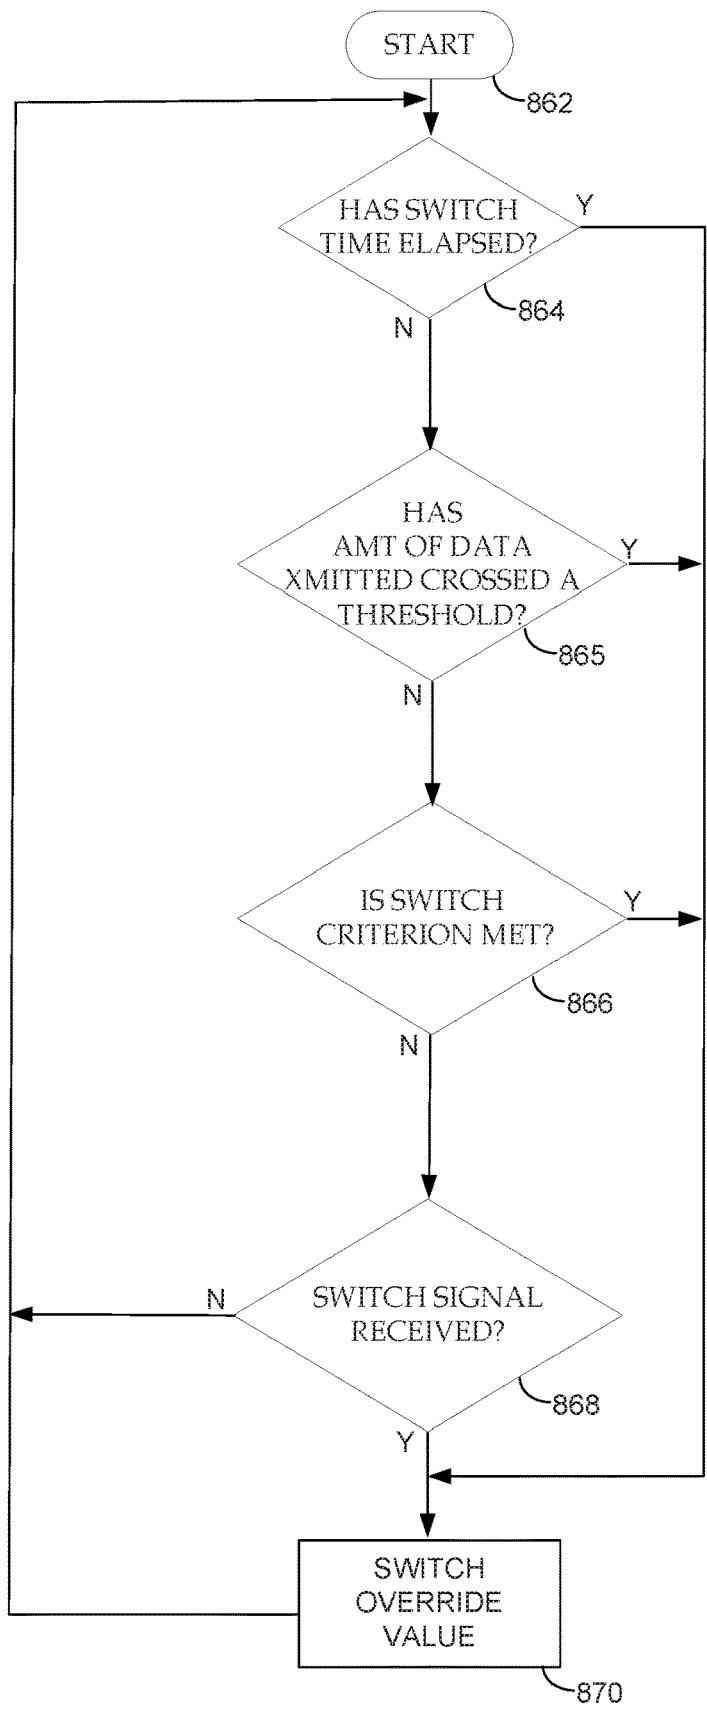 START
862
HAS SWITCH
TIME ELAPSED?
Y
864
N
HAS
AMT OF DATA
XMITTED CROSSED A
THRESHOLD?
Y
865
N
IS SWITCH
CRITERION MET?
Y
866
N
SWITCH SIGNAL
RECEIVED?
N
868
Y
SWITCH
OVERRIDE
VALUE
870